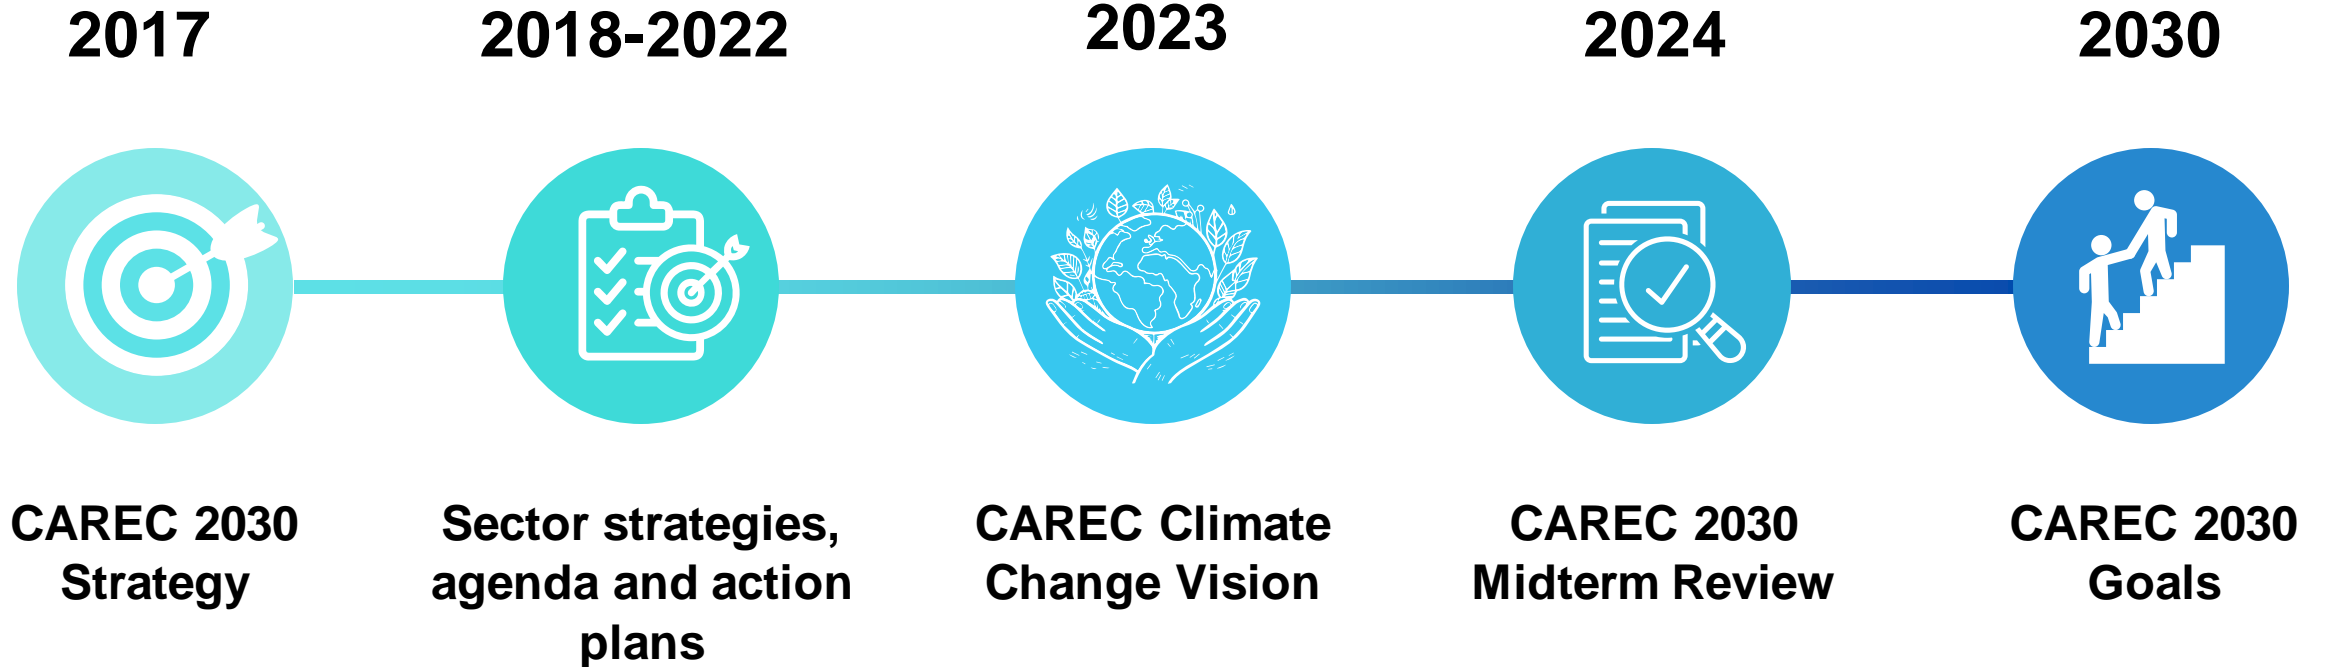 2017
2018-2022
2023
2024
2030
CAREC 2030
Strategy
Sector strategies,
agenda and action
plans
CAREC Climate
Change Vision
CAREC 2030
Midterm Review
CAREC 2030
Goals